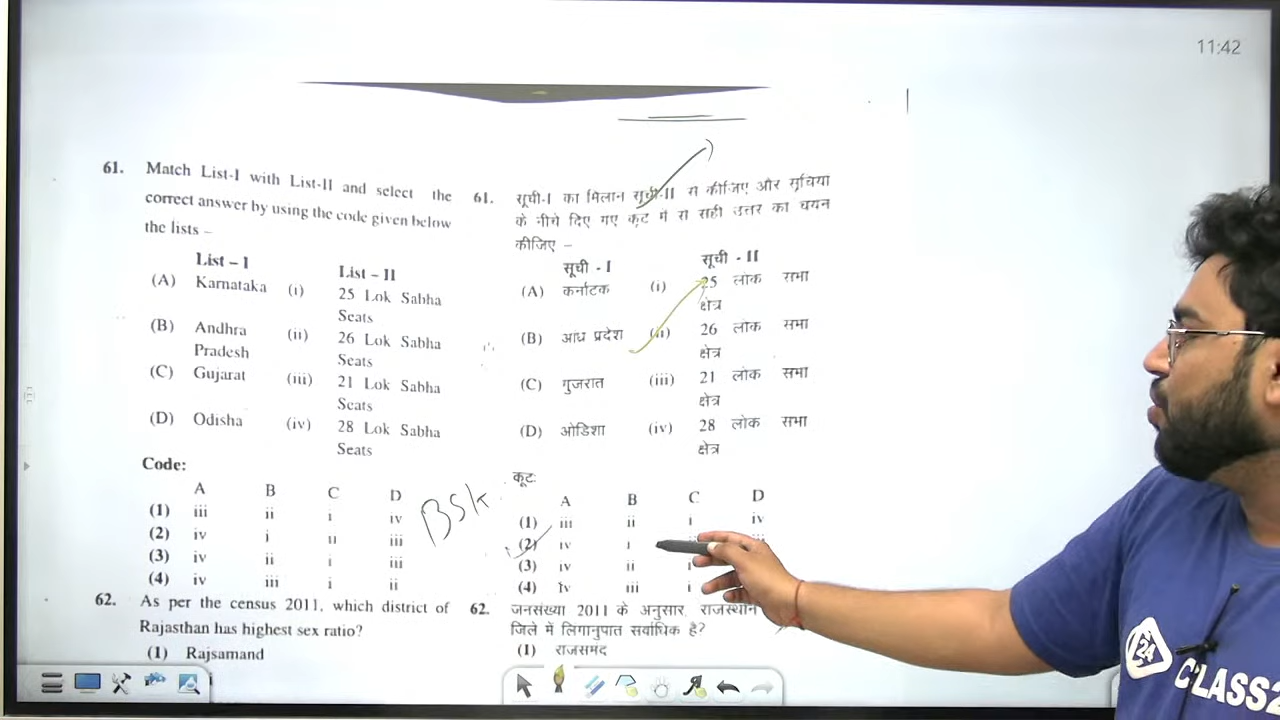 11:42
61. Match List-I with List-II and select the
correct answer by using the code given below
the lists –
List – I
List – II
(A) Karnataka (i) 25 Lok Sabha
Seats
(B) Andhra (ii) 26 Lok Sabha
Pradesh
Seats
(C) Gujarat (iii) 21 Lok Sabha
Seats
(D) Odisha (iv) 28 Lok Sabha
Seats
Code:
A B C D
(1) iii ii i iv
(2) iv i ii iii
(3) iv ii i iii
(4) iv iii i ii
62. As per the census 2011, which district of
Rajasthan has highest sex ratio?
(1) Rajsamand
BSK
61. सूची-I का मिलान सूची-II से कीजिए और सूचियों
के नीचे दिए गए कूट में से सही उत्तर का चयन
कीजिए –
सूची - I
सूची - II
(A) कर्नाटक (i) 25 लोक सभा
क्षेत्र
(B) आंध्र प्रदेश (ii) 26 लोक सभा
क्षेत्र
(C) गुजरात (iii) 21 लोक सभा
क्षेत्र
(D) ओडिशा (iv) 28 लोक सभा
क्षेत्र
कूट:
A B C D
(1) iii ii i iv
(2) iv i
(3) iv ii i
(4) iv iii i
62. जनसंख्या 2011 के अनुसार, राजस्थान
जिले में लिंगानुपात सर्वाधिक है?
(1) राजसमंद
24
CLASS2